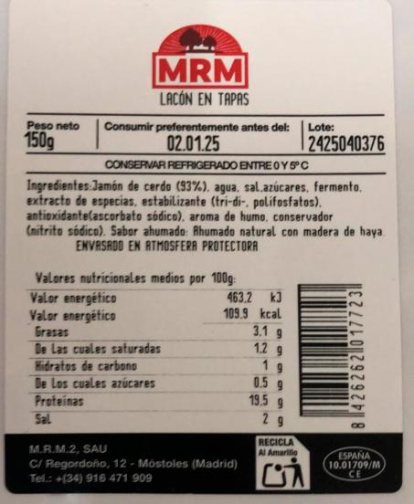 MRM
LACÓN EN TAPAS
Peso neto Consumir preferentemente antes del: Lote:
150g 02.01.25 2425040376
CONSERVAR REFRIGERADO ENTRE 0 Y 5º C
Ingredientes:Jamón de cerdo (93%), agua, sal,azúcares, fermento,
extracto de especias, estabilizante (tri-di-, polifosfatos),
antioxidante(ascorbato sódico), aroma de humo, conservador
(nitrito sódico). Sabor ahumado: Ahumado natural con madera de haya
ENVASADO EN ATMOSFERA PROTECTORA
Valores nutricionales medios por 100g:
Valor energético 463,2 kJ
Valor energético 109,9 kcal
Grasas 3.1 g
De Las cuales saturadas 1.2 g
Hidratos de carbono 1 g
De Los cuales azúcares 0.5 g
Proteínas 19.5 g
Sal 2 g
8 426262 017723
M.R.M.2, SAU
C/ Regordoño, 12 - Móstoles (Madrid)
Tel.: +(34) 916 471 909
RECICLA
Al Amarillo
ESPAÑA
10.01709/M
CE